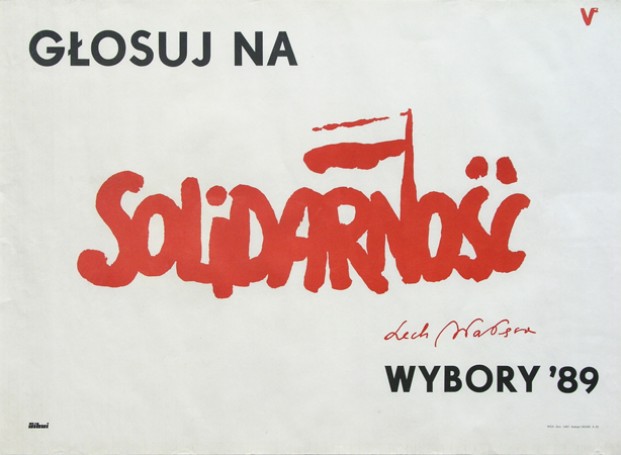 V
GŁOSUJ NA
SOLIDARNOŚĆ
Lech Wałęsa
WYBORY '89